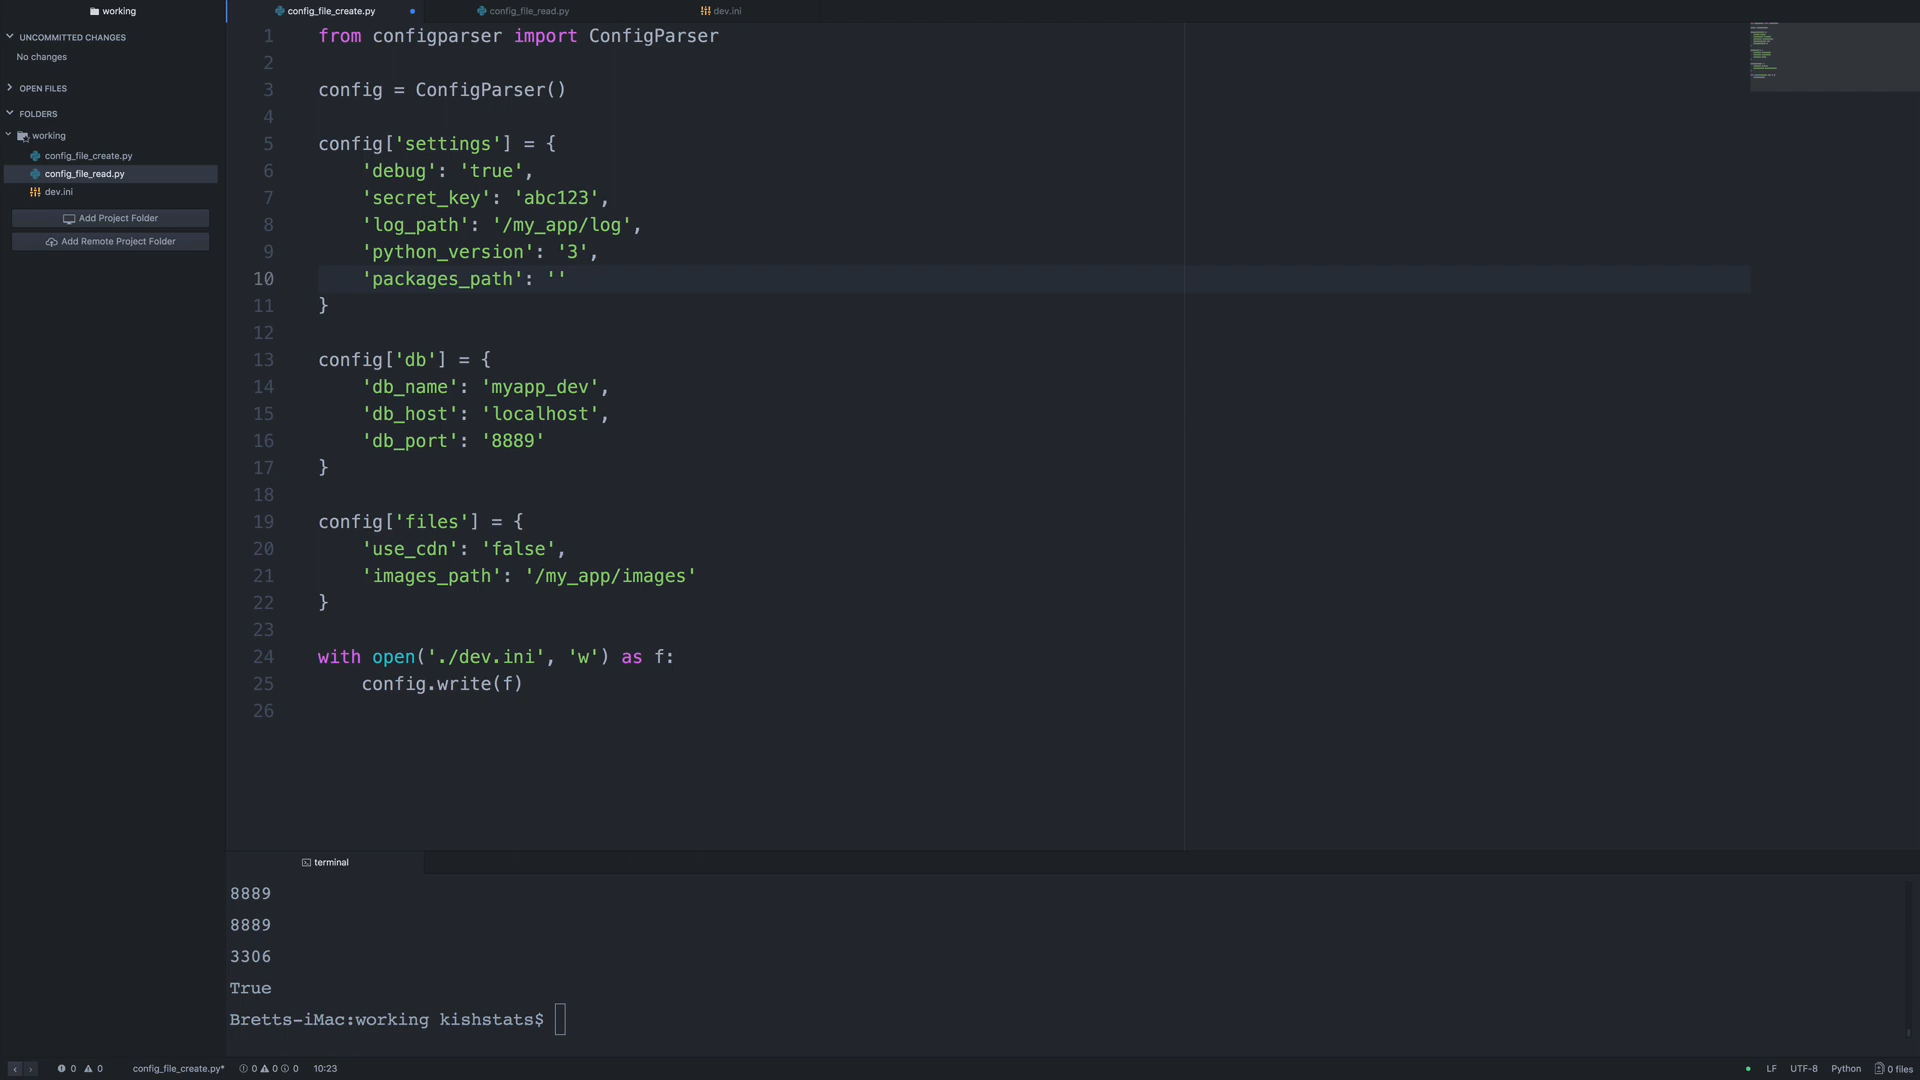 working
config_file_create.py
config_file_read.py
dev.ini
UNCOMMITTED CHANGES
No changes
OPEN FILES
FOLDERS
working
config_file_create.py
config_file_read.py
dev.ini
Add Project Folder
Add Remote Project Folder
1 from configparser import ConfigParser
2
3 config = ConfigParser()
4
5 config['settings'] = {
6 'debug': 'true',
7 'secret_key': 'abc123',
8 'log_path': '/my_app/log',
9 'python_version': '3',
10 'packages_path': ''
11 }
12
13 config['db'] = {
14 'db_name': 'myapp_dev',
15 'db_host': 'localhost',
16 'db_port': '8889'
17 }
18
19 config['files'] = {
20 'use_cdn': 'false',
21 'images_path': '/my_app/images'
22 }
23
24 with open('./dev.ini', 'w') as f:
25 config.write(f)
26
terminal
8889
8889
3306
True
Bretts-iMac:working kishstats$
0 0 config_file_create.py* 0 0 0 10:23 LF UTF-8 Python 0 files